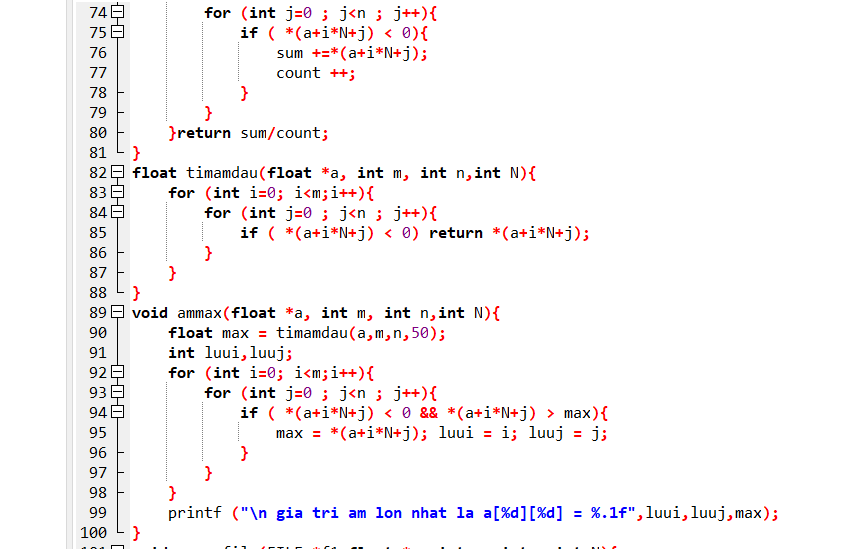 74 for (int j=0 ; j<n ; j++){
75 if ( *(a+i*N+j) < 0){
76 sum +=*(a+i*N+j);
77 count ++;
78 }
79 }
80 }return sum/count;
81 }
82 float timamdau(float *a, int m, int n,int N){
83 for (int i=0; i<m;i++){
84 for (int j=0 ; j<n ; j++){
85 if ( *(a+i*N+j) < 0) return *(a+i*N+j);
86 }
87 }
88 }
89 void ammax(float *a, int m, int n,int N){
90 float max = timamdau(a,m,n,50);
91 int luui,luuj;
92 for (int i=0; i<m;i++){
93 for (int j=0 ; j<n ; j++){
94 if ( *(a+i*N+j) < 0 && *(a+i*N+j) > max){
95 max = *(a+i*N+j); luui = i; luuj = j;
96 }
97 }
98 }
99 printf ("\n gia tri am lon nhat la a[%d][%d] = %.1f",luui,luuj,max);
100 }